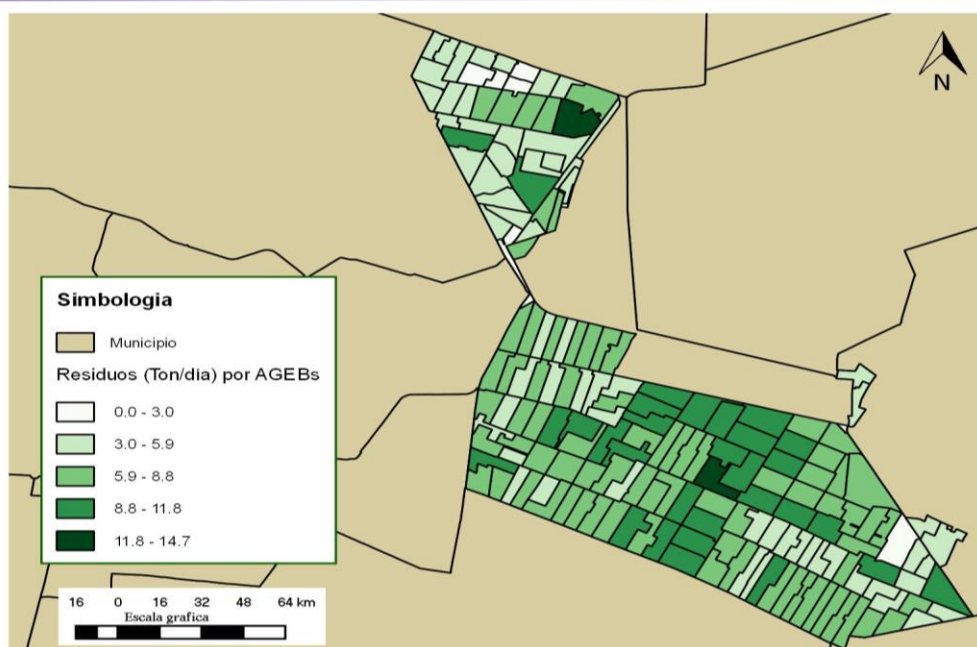 N
Simbologia
Municipio
Residuos (Ton/dia) por AGEBs
0.0 - 3.0
3.0 - 5.9
5.9 - 8.8
8.8 - 11.8
11.8 - 14.7
16 0 16 32 48 64 km
Escala grafica